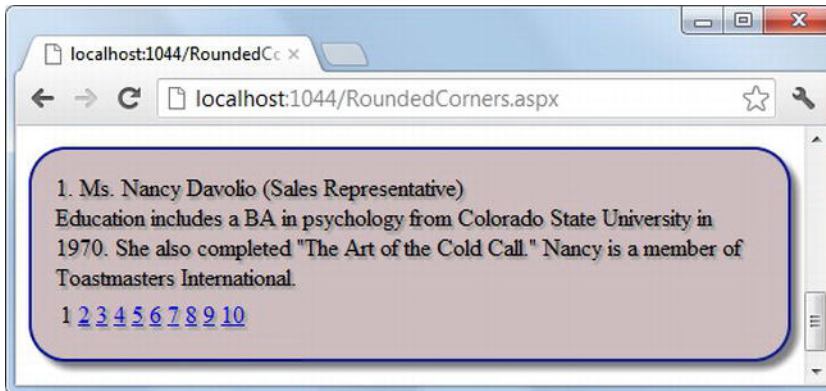 localhost:1044/RoundedCo
localhost:1044/RoundedCorners.aspx
1. Ms. Nancy Davolio (Sales Representative)
Education includes a BA in psychology from Colorado State University in
1970. She also completed "The Art of the Cold Call." Nancy is a member of
Toastmasters International.
1 2 3 4 5 6 7 8 9 10